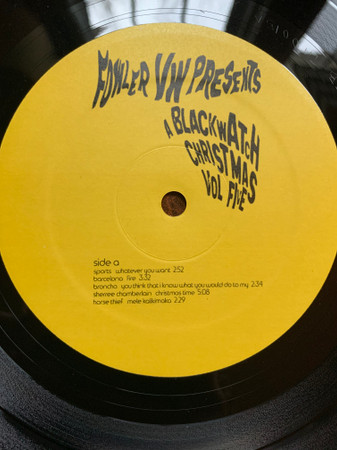 FOWLER VW PRESENTS
A BLACKWATCH
CHRISTMAS
VOL FIVE
side a
sports whatever you want 2:52
barcelona fire 3:32
broncho you think that i know what you would do to my 2:34
sherree chamberlain christmas time 5:08
horse thief mele kalikimaka 2:29